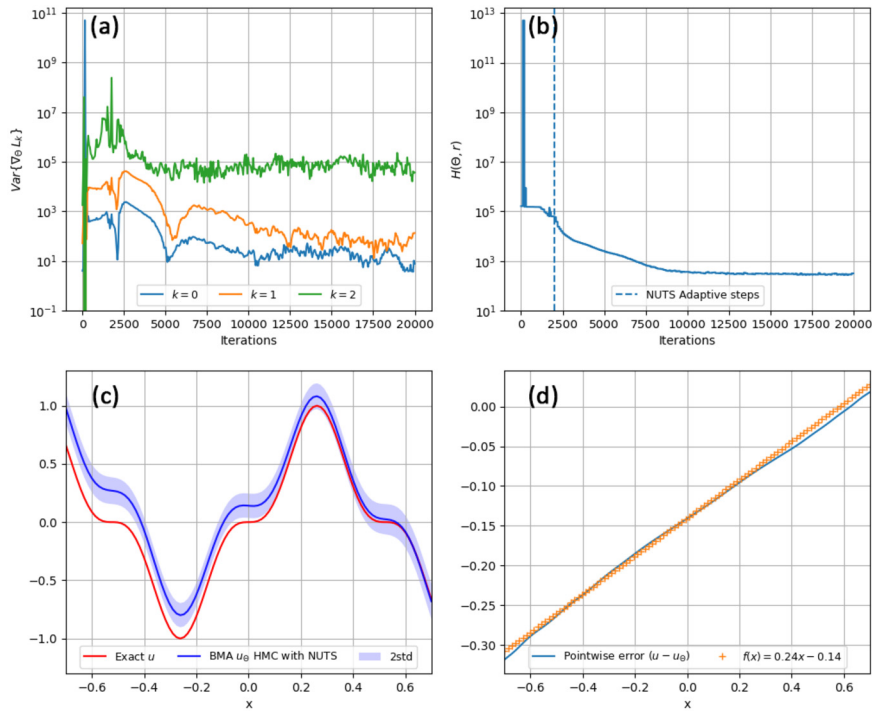 (a)
Var{∇_Θ L_k}
10^11
10^9
10^7
10^5
10^3
10^1
10^-1
k = 0 k = 1 k = 2
0 2500 5000 7500 10000 12500 15000 17500 20000
Iterations
(b)
H(Θ, r)
10^13
10^11
10^9
10^7
10^5
10^3
10^1
NUTS Adaptive steps
0 2500 5000 7500 10000 12500 15000 17500 20000
Iterations
(c)
1.0
0.5
0.0
−0.5
−1.0
Exact u BMA u_Θ HMC with NUTS 2std
−0.6 −0.4 −0.2 0.0 0.2 0.4 0.6
x
(d)
0.00
−0.05
−0.10
−0.15
−0.20
−0.25
−0.30
Pointwise error (u − u_Θ) f(x) = 0.24x − 0.14
−0.6 −0.4 −0.2 0.0 0.2 0.4 0.6
x